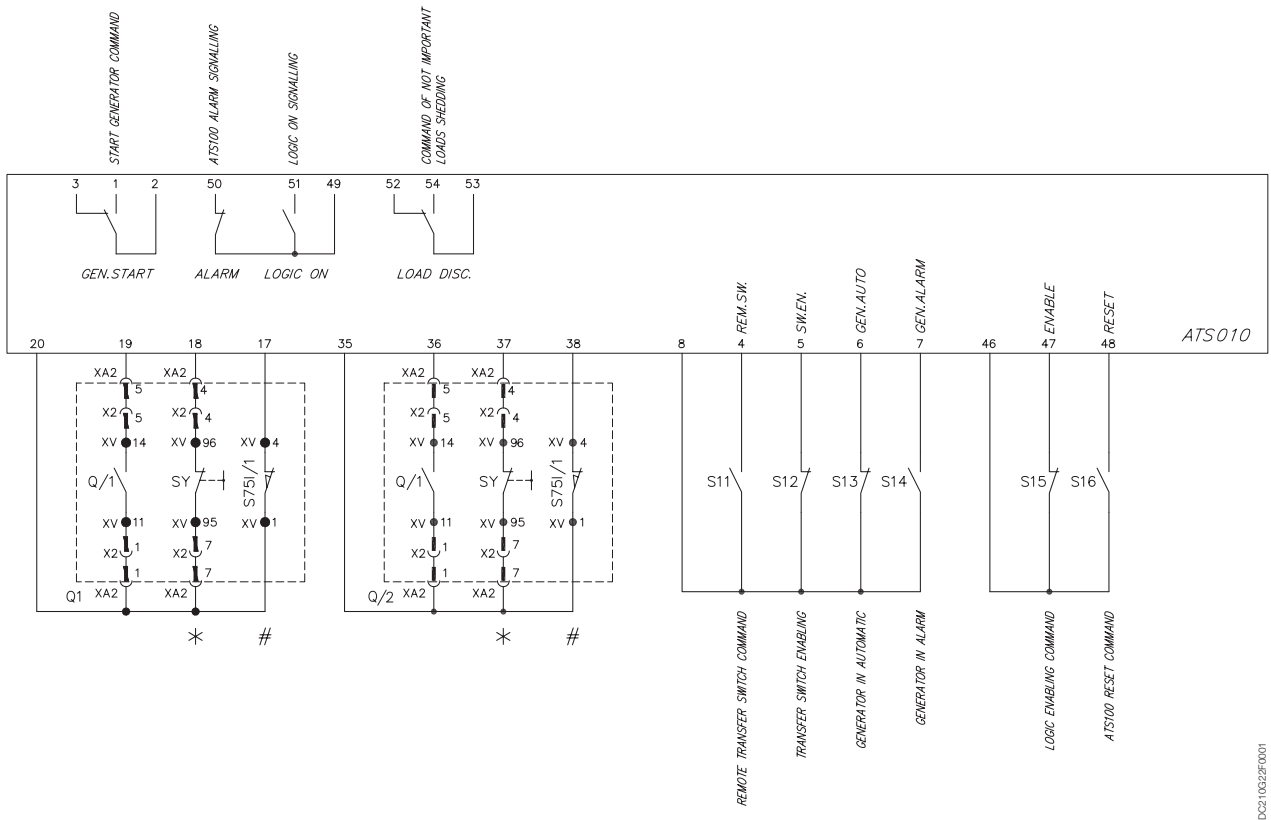 START GENERATOR COMMAND
ATS100 ALARM SIGNALLING
LOGIC ON SIGNALLING
COMMAND OF NOT IMPORTANT
LOADS SHEDDING
3 1 2 50 51 49 52 54 53
GEN.START ALARM LOGIC ON LOAD DISC.
REM.SW.
SW.EN.
GEN.AUTO
GEN.ALARM
ENABLE
RESET
ATS010
20 19 18 17 35 36 37 38 8 4 5 6 7 46 47 48
XA2 XA2 XA2 XA2
5 4 5 4
X2 X2 X2 X2
5 4 5 4
XV 14 XV 96 XV 4 XV 14 XV 96 XV 4
Q/1 SY S75I/1 Q/1 SY S75I/1 S11 S12 S13 S14 S15 S16
XV 11 XV 95 XV 1 XV 11 XV 95 XV 1
X2 1 X2 7 X2 1 X2 7
1 7 1 7
Q1 XA2 XA2 Q/2 XA2 XA2
* # * #
REMOTE TRANSFER SWITCH COMMAND
TRANSFER SWITCH ENABLING
GENERATOR IN AUTOMATIC
GENERATOR IN ALARM
LOGIC ENABLING COMMAND
ATS100 RESET COMMAND
DC210G22F0001